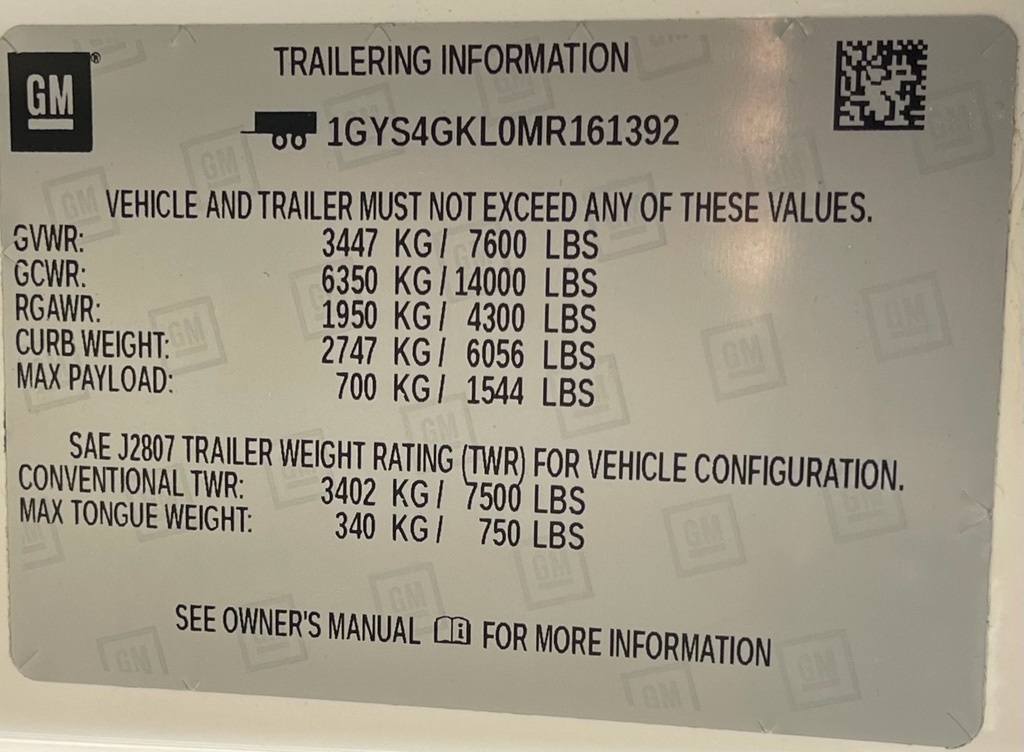 GM®
TRAILERING INFORMATION
1GYS4GKL0MR161392
VEHICLE AND TRAILER MUST NOT EXCEED ANY OF THESE VALUES.
GVWR: 3447 KG / 7600 LBS
GCWR: 6350 KG / 14000 LBS
RGAWR: 1950 KG / 4300 LBS
CURB WEIGHT: 2747 KG / 6056 LBS
MAX PAYLOAD: 700 KG / 1544 LBS
SAE J2807 TRAILER WEIGHT RATING (TWR) FOR VEHICLE CONFIGURATION.
CONVENTIONAL TWR: 3402 KG / 7500 LBS
MAX TONGUE WEIGHT: 340 KG / 750 LBS
SEE OWNER'S MANUAL FOR MORE INFORMATION